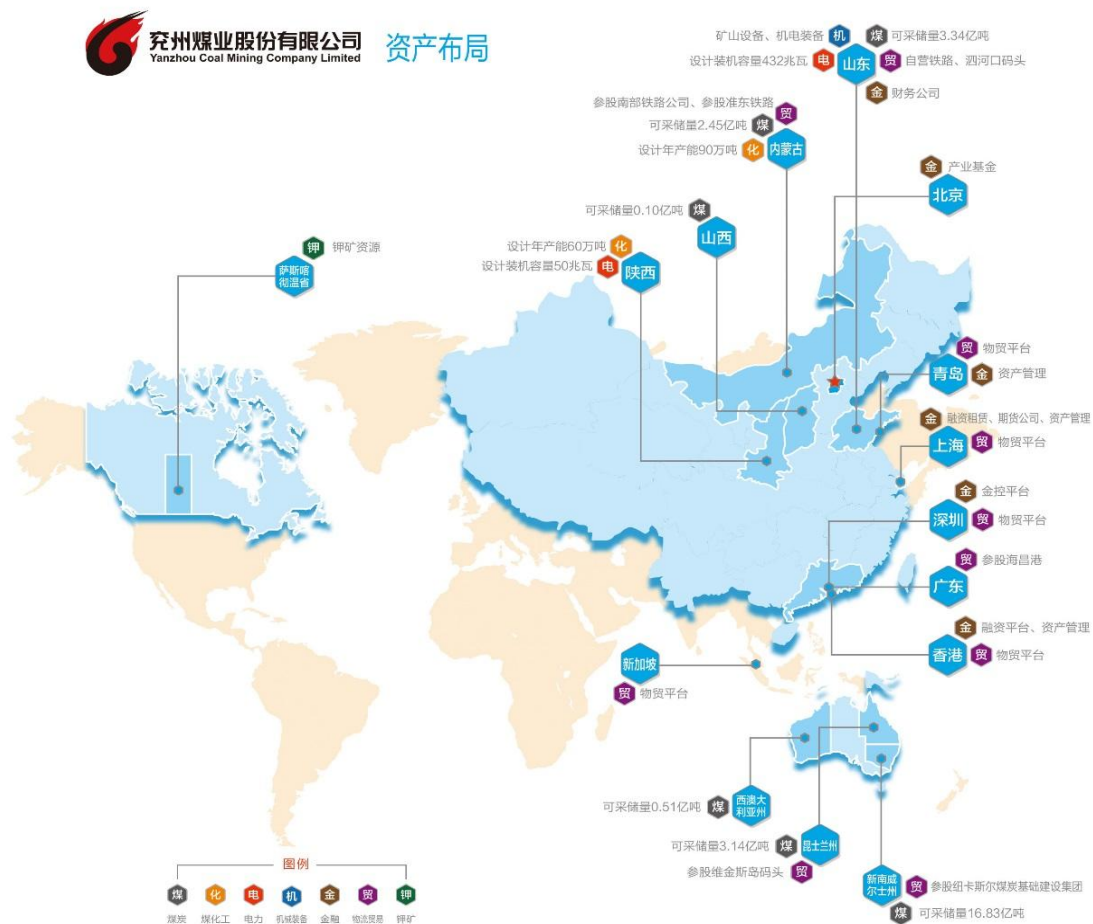 兖州煤业股份有限公司
Yanzhou Coal Mining Company Limited
资产布局
矿山设备、机电装备 机 煤 可采储量3.34亿吨
设计装机容量432兆瓦 电 山东 贸 自营铁路、泗河口码头
金 财务公司
参股南部铁路公司、参股准东铁路 贸
可采储量2.45亿吨 煤
设计年产能90万吨 化 内蒙古
金 产业基金
北京
可采储量0.10亿吨 煤
山西
设计年产能60万吨 化
设计装机容量50兆瓦 电 陕西
钾 钾矿资源
萨斯喀
彻温省
贸 物贸平台
青岛 金 资产管理
金 融资租赁、期货公司、资产管理
上海 贸 物贸平台
金 金控平台
深圳 贸 物贸平台
贸 参股海昌港
广东
金 融资平台、资产管理
香港 贸 物贸平台
新加坡
贸 物贸平台
可采储量0.51亿吨 煤
西澳大
利亚州
可采储量3.14亿吨 煤 昆士兰州
参股维金斯岛码头 贸
新南威
尔士州
贸 参股纽卡斯尔煤炭基础建设集团
煤 可采储量16.83亿吨
图例
煤 化 电 机 金 贸 钾
煤炭 煤化工 电力 机械装备 金融 物流贸易 钾矿